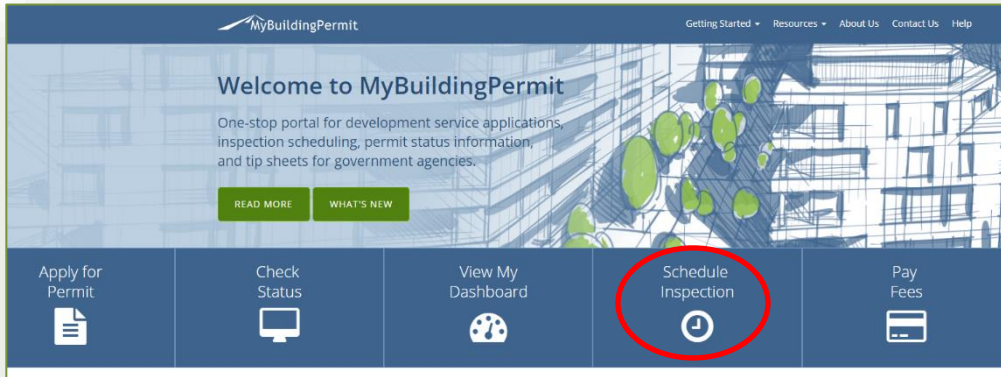 MyBuildingPermit
Getting Started Resources About Us Contact Us Help
Welcome to MyBuildingPermit
One-stop portal for development service applications,
inspection scheduling, permit status information,
and tip sheets for government agencies.
READ MORE WHAT'S NEW
Apply for
Permit
Check
Status
View My
Dashboard
Schedule
Inspection
Pay
Fees